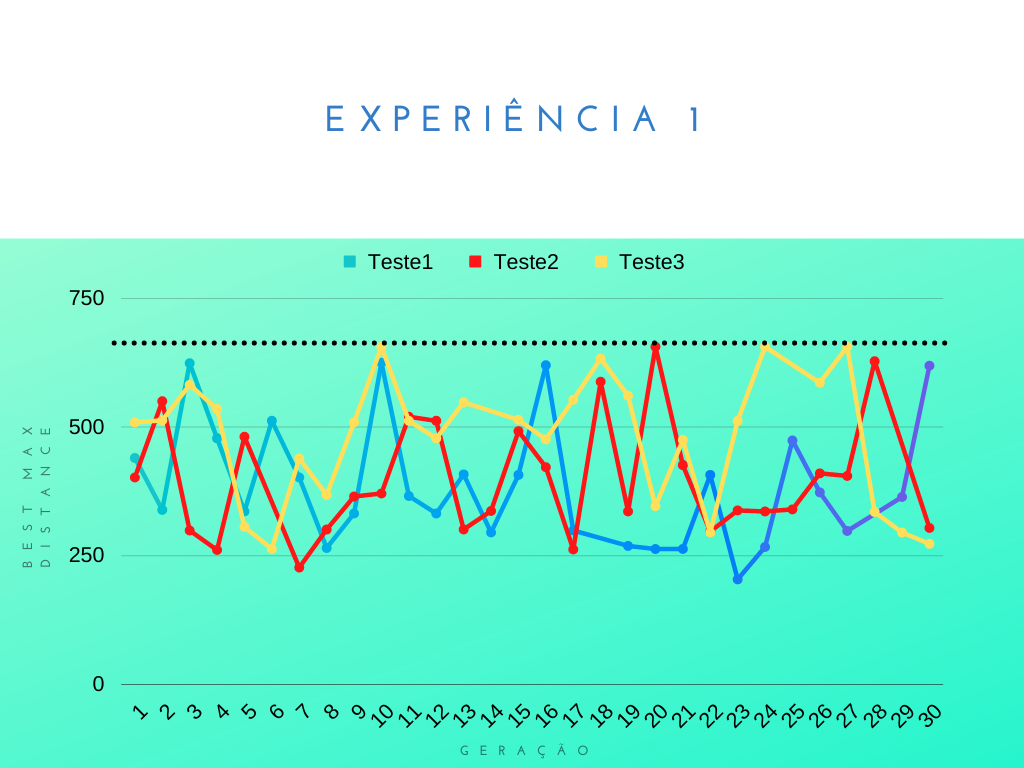 EXPERIÊNCIA 1
Teste1 Teste2 Teste3
750
500
250
0
BEST MAX
DISTANCE
1 2 3 4 5 6 7 8 9 10 11 12 13 14 15 16 17 18 19 20 21 22 23 24 25 26 27 28 29 30
GERAÇÃO